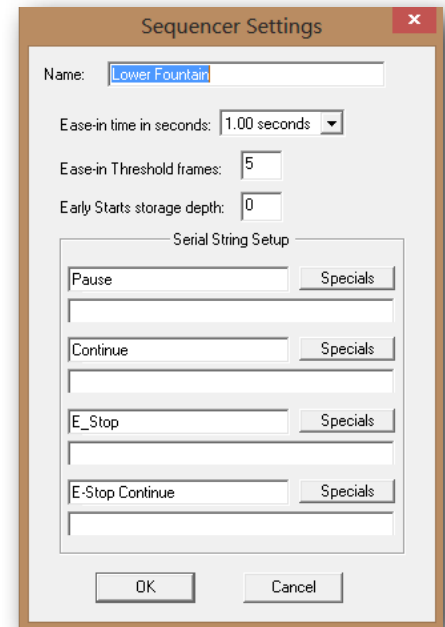 Sequencer Settings
Name: Lower Fountain
Ease-in time in seconds: 1.00 seconds
Ease-in Threshold frames: 5
Early Starts storage depth: 0
Serial String Setup
Pause Specials
Continue Specials
E_Stop Specials
E-Stop Continue Specials
OK Cancel